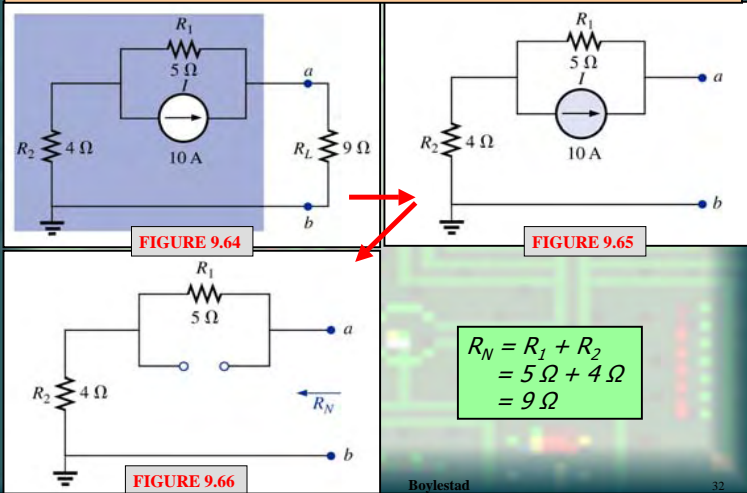 R1
5 Ω
I
10 A
R2
4 Ω
a
RL
9 Ω
b
FIGURE 9.64
R1
5 Ω
I
10 A
R2
4 Ω
a
b
FIGURE 9.65
R1
5 Ω
R2
4 Ω
a
RN
b
FIGURE 9.66
RN = R1 + R2
= 5 Ω + 4 Ω
= 9 Ω
Boylestad
32